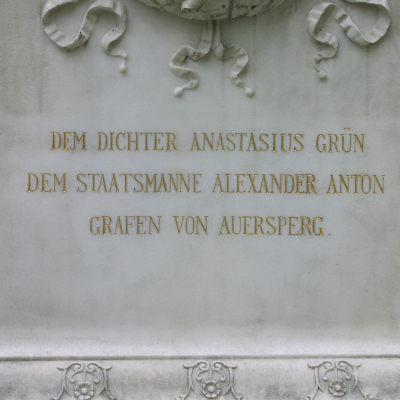 DEM DICHTER ANASTASIUS GRÜN
DEM STAATSMANNE ALEXANDER ANTON
GRAFEN VON AUERSPERG.